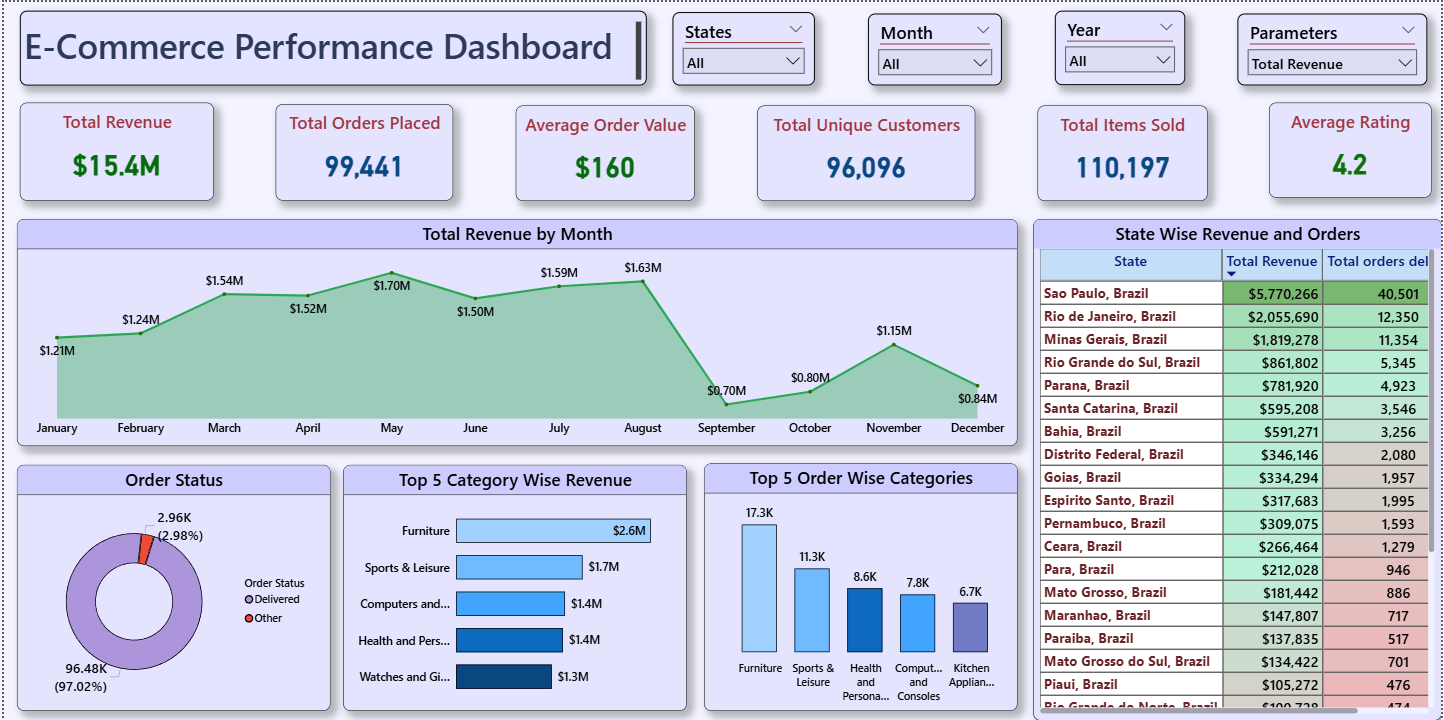 E-Commerce Performance Dashboard
States
All
Month
All
Year
All
Parameters
Total Revenue
Total Revenue
$15.4M
Total Orders Placed
99,441
Average Order Value
$160
Total Unique Customers
96,096
Total Items Sold
110,197
Average Rating
4.2
Total Revenue by Month
$1.21M
$1.24M
$1.54M
$1.52M
$1.70M
$1.50M
$1.59M
$1.63M
$0.70M
$0.80M
$1.15M
$0.84M
January February March April May June July August September October November December
State Wise Revenue and Orders
State Total Revenue Total orders del
Sao Paulo, Brazil $5,770,266 40,501
Rio de Janeiro, Brazil $2,055,690 12,350
Minas Gerais, Brazil $1,819,278 11,354
Rio Grande do Sul, Brazil $861,802 5,345
Parana, Brazil $781,920 4,923
Santa Catarina, Brazil $595,208 3,546
Bahia, Brazil $591,271 3,256
Distrito Federal, Brazil $346,146 2,080
Goias, Brazil $334,294 1,957
Espirito Santo, Brazil $317,683 1,995
Pernambuco, Brazil $309,075 1,593
Ceara, Brazil $266,464 1,279
Para, Brazil $212,028 946
Mato Grosso, Brazil $181,442 886
Maranhao, Brazil $147,807 717
Paraiba, Brazil $137,835 517
Mato Grosso do Sul, Brazil $134,422 701
Piaui, Brazil $105,272 476
Rio Grande do Norte, Brazil $100,738 474
Order Status
2.96K
(2.98%)
96.48K
(97.02%)
Order Status
Delivered
Other
Top 5 Category Wise Revenue
Furniture $2.6M
Sports & Leisure $1.7M
Computers and... $1.4M
Health and Pers... $1.4M
Watches and Gi... $1.3M
Top 5 Order Wise Categories
17.3K
11.3K
8.6K
7.8K
6.7K
Furniture
Sports &
Leisure
Health
and
Persona...
Comput...
and
Consoles
Kitchen
Applian...